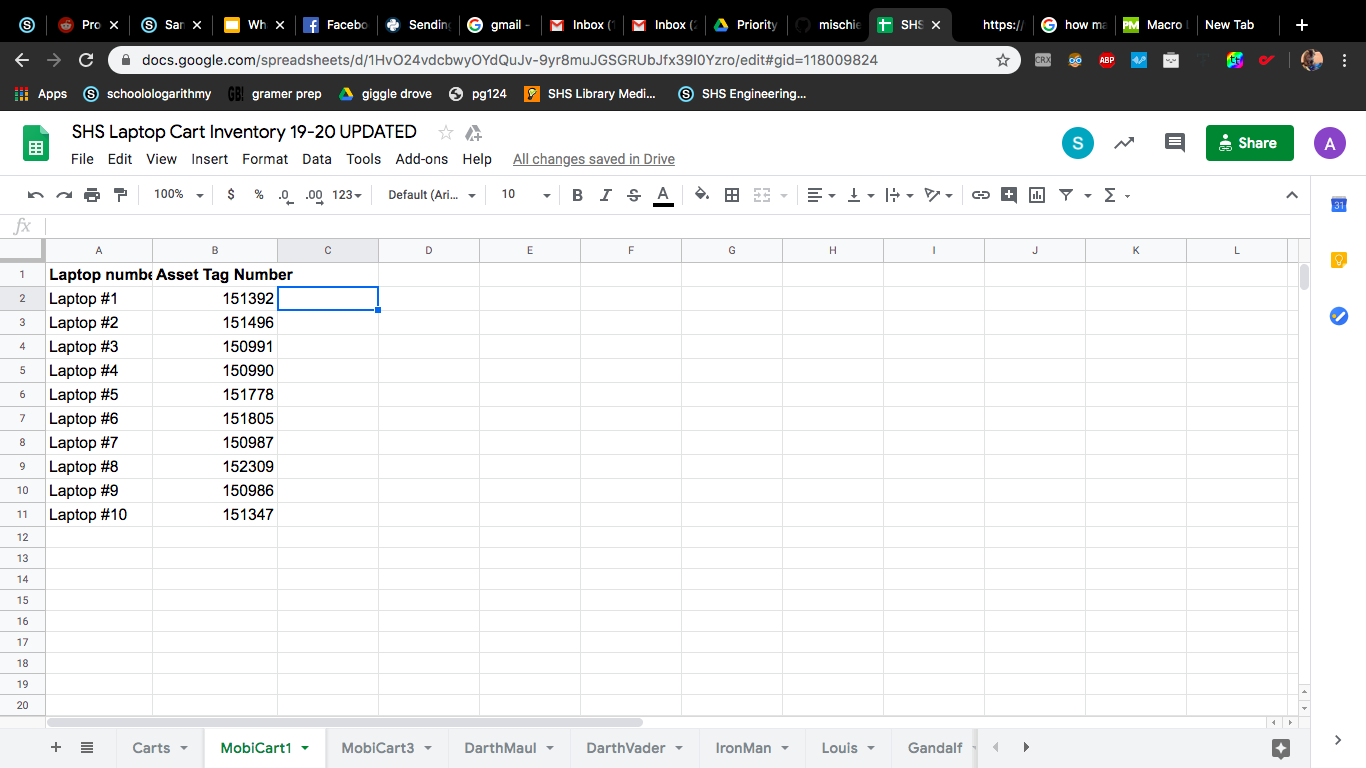 Pro San Wh Facebo Sending gmail - Inbox ( Inbox ( Priority mischie SHS https:// how ma PM Macro New Tab
docs.google.com/spreadsheets/d/1HvO24vdcbwyOYdQuJv-9yr8muJGSGRUbJfx39I0Yzro/edit#gid=118009824 CRX ABP
Apps schoolologarithmy GB! gramer prep giggle drove pg124 SHS Library Medi... SHS Engineering...
SHS Laptop Cart Inventory 19-20 UPDATED
File Edit View Insert Format Data Tools Add-ons Help All changes saved in Drive S Share A
100% $ % .0 .00 123 Default (Ari... 10 B I S A
31
fx
A B C D E F G H I J K L
1 Laptop numbe Asset Tag Number
2 Laptop #1 151392
3 Laptop #2 151496
4 Laptop #3 150991
5 Laptop #4 150990
6 Laptop #5 151778
7 Laptop #6 151805
8 Laptop #7 150987
9 Laptop #8 152309
10 Laptop #9 150986
11 Laptop #10 151347
12
13
14
15
16
17
18
19
20
Carts MobiCart1 MobiCart3 DarthMaul DarthVader IronMan Louis Gandalf